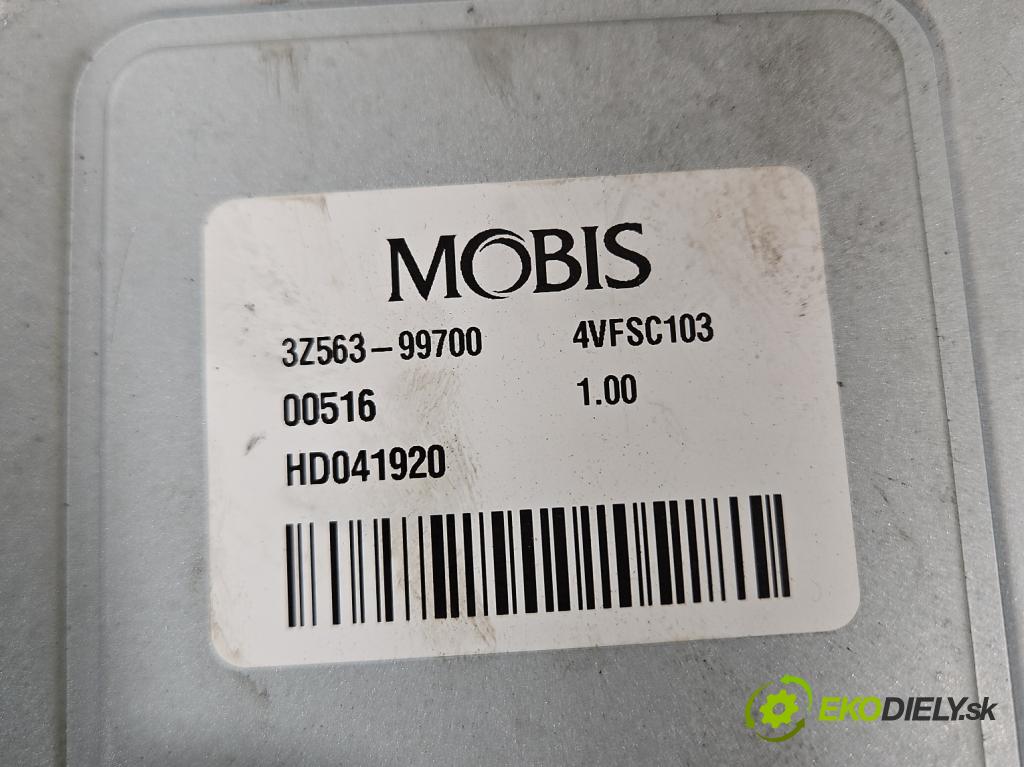 MOBIS
3Z563-99700 4VFSC103
00516 1.00
HD041920
EKODIELY.sk